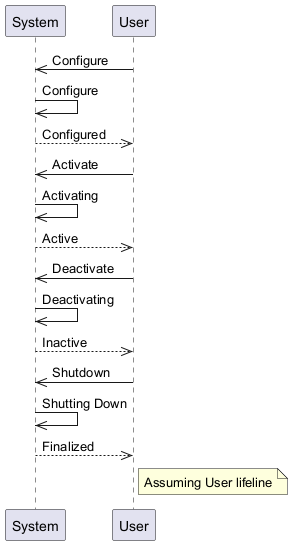 System User
Configure
Configure
Configured
Activate
Activating
Active
Deactivate
Deactivating
Inactive
Shutdown
Shutting Down
Finalized
Assuming User lifeline
System User